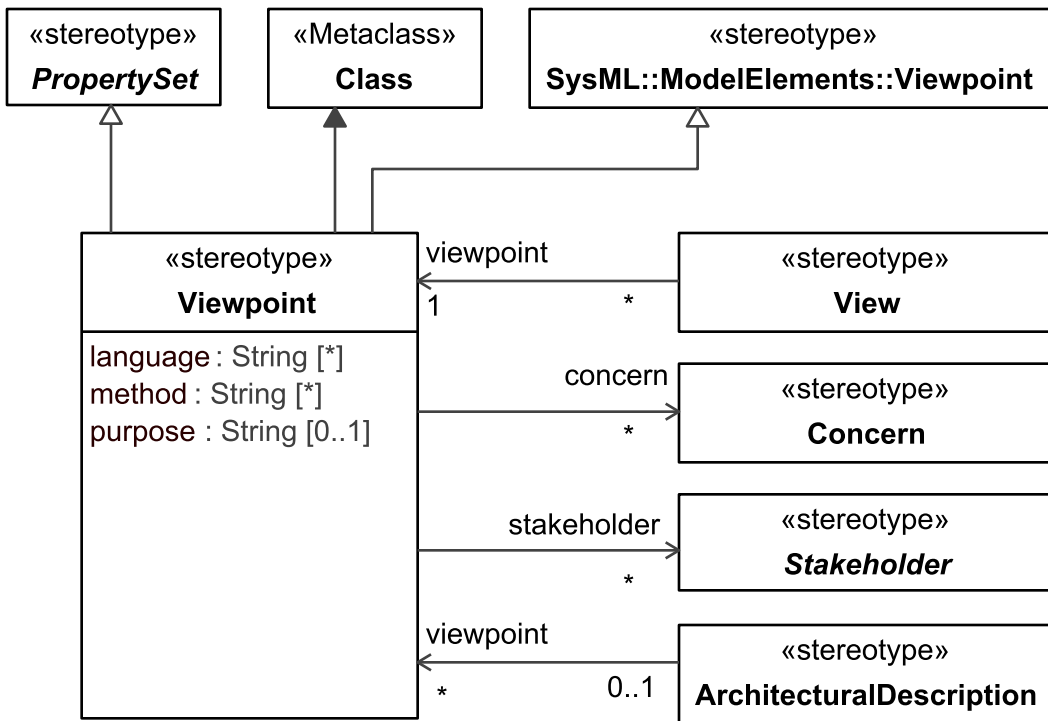 «stereotype»
PropertySet
«Metaclass»
Class
«stereotype»
SysML::ModelElements::Viewpoint
«stereotype»
Viewpoint
language : String [*]
method : String [*]
purpose : String [0..1]
viewpoint
1
*
«stereotype»
View
concern
*
«stereotype»
Concern
stakeholder
*
«stereotype»
Stakeholder
viewpoint
*
0..1
«stereotype»
ArchitecturalDescription